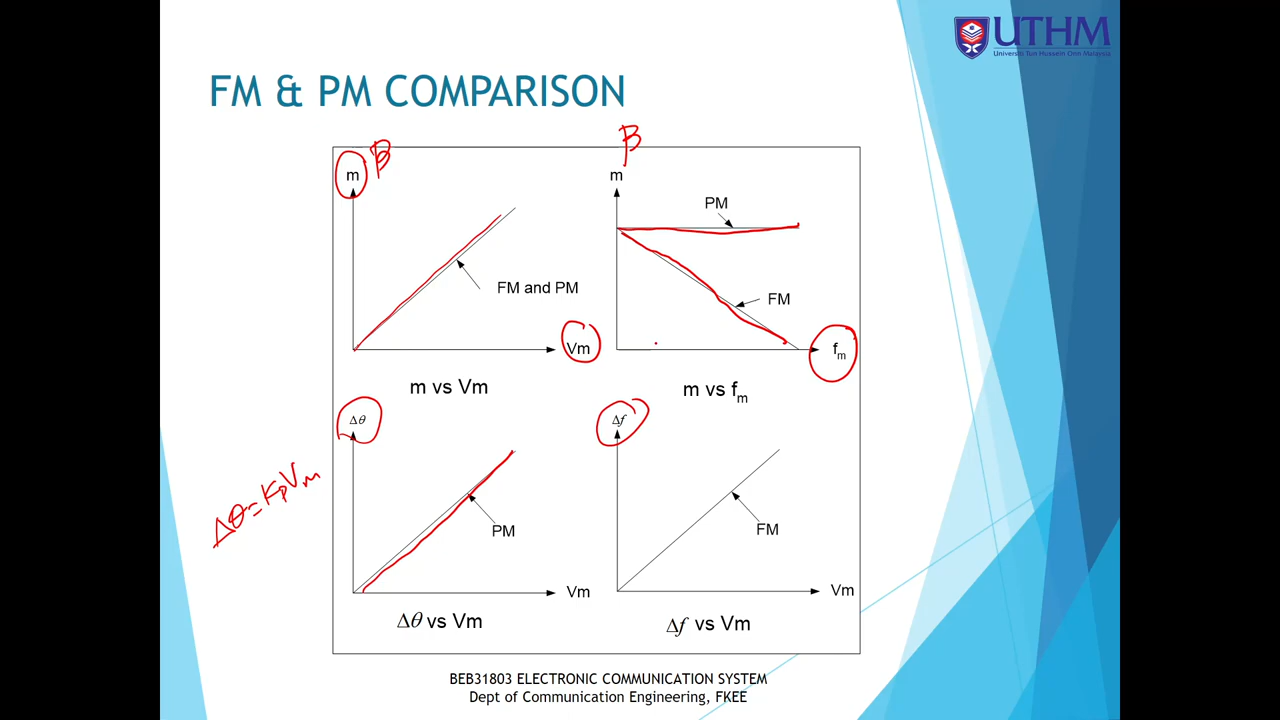 UTHM
Universiti Tun Hussein Onn Malaysia
FM & PM COMPARISON
β
β
m
m
PM
FM and PM
FM
Vm
fm
m vs Vm
m vs fm
Δθ
Δf
Δθ = KpVm
PM
FM
Vm
Vm
Δθ vs Vm
Δf vs Vm
BEB31803 ELECTRONIC COMMUNICATION SYSTEM
Dept of Communication Engineering, FKEE